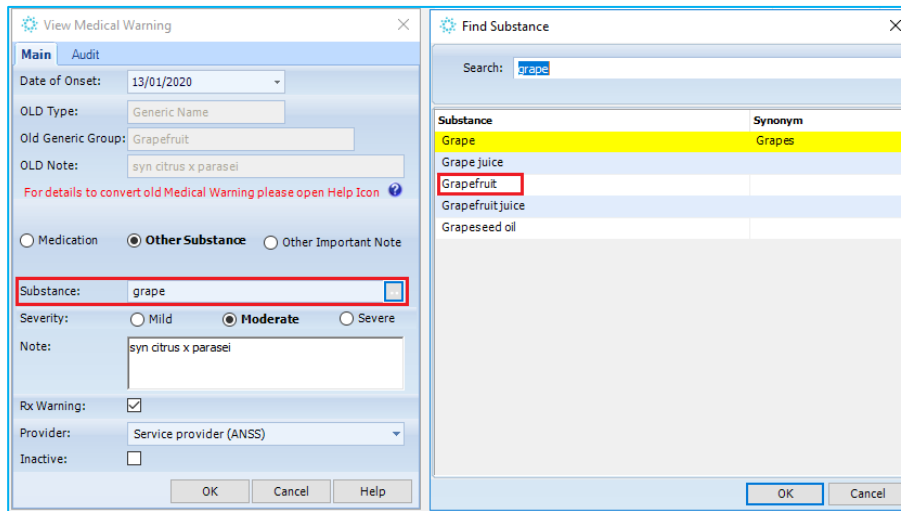 View Medical Warning
Main Audit
Date of Onset: 13/01/2020
OLD Type: Generic Name
Old Generic Group: Grapefruit
OLD Note: syn citrus x parasei
For details to convert old Medical Warning please open Help Icon ?
Medication Other Substance Other Important Note
Substance: grape
Severity: Mild Moderate Severe
Note: syn citrus x parasei
Rx Warning:
Provider: Service provider (ANSS)
Inactive:
OK Cancel Help
Find Substance
Search: grape
Substance Synonym
Grape Grapes
Grape juice
Grapefruit
Grapefruit juice
Grapeseed oil
OK Cancel